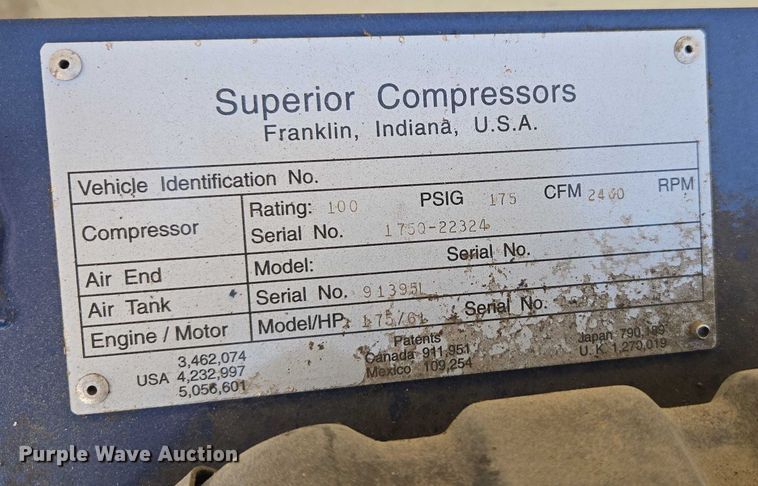 Superior Compressors
Franklin, Indiana, U.S.A.
Vehicle Identification No.
Compressor Rating: 100 PSIG 175 CFM 2400 RPM
Serial No. 175Q-22324
Air End Model: Serial No.
Air Tank Serial No. 91395L
Engine / Motor Model/HP. 175/61 Serial No.
Patents
USA 3,462,074
4,232,997
5,056,601
Canada 911,951
Mexico 109,254
Japan 790,189
U. K. 1,270,019
Purple Wave Auction